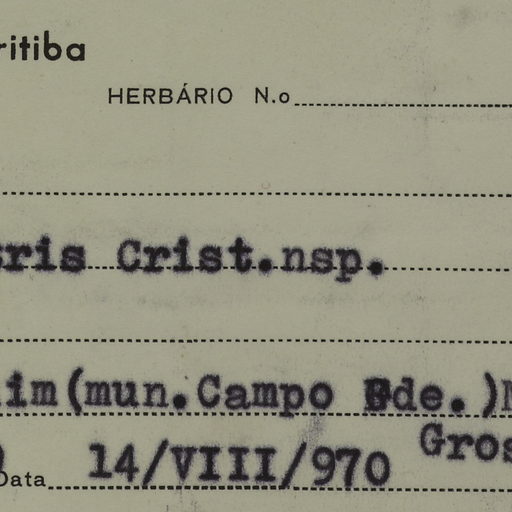 ritiba
HERBÁRIO N.o
ris Crist.nsp.
im(mun.Campo Gde.)
Gros
Data 14/VIII/970